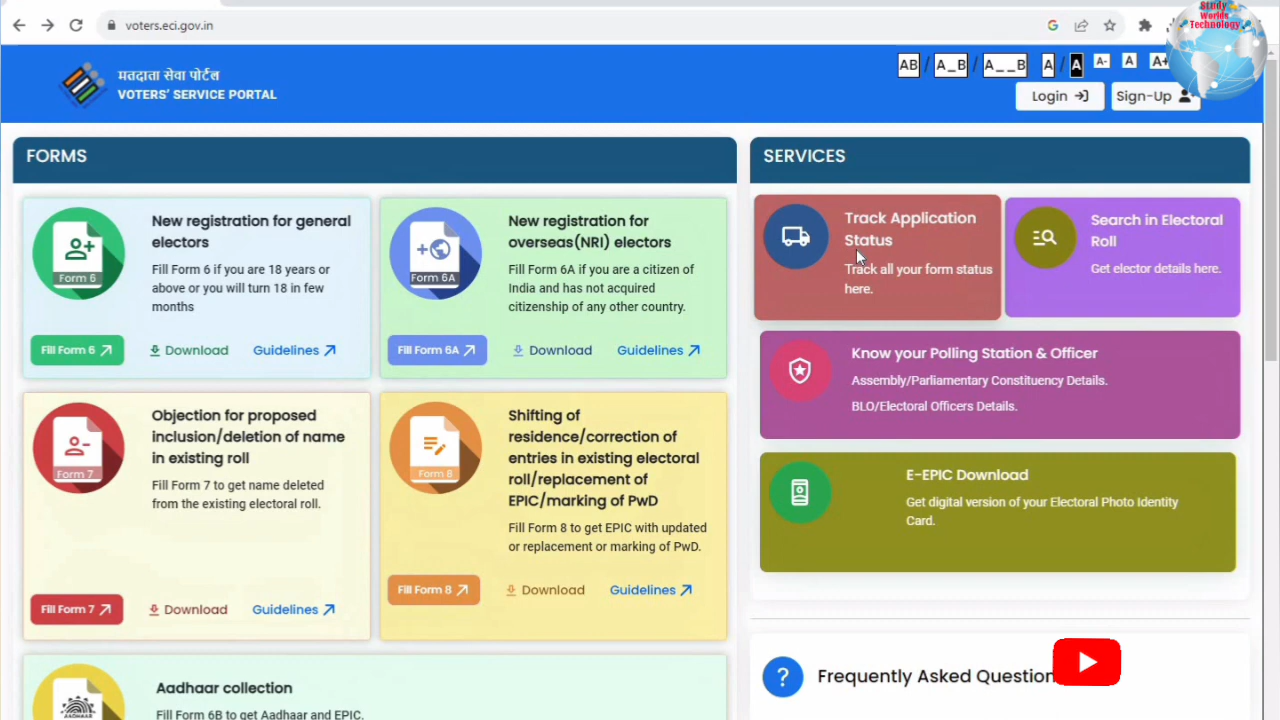 voters.eci.gov.in
Study
Worlds
Technology
मतदाता सेवा पोर्टल
VOTERS' SERVICE PORTAL
AB / A_B / A__B A / A A- A A+
Login
Sign-Up
FORMS
New registration for general
electors
Fill Form 6 if you are 18 years or
above or you will turn 18 in few
months
Form 6
Fill Form 6
Download
Guidelines
New registration for
overseas(NRI) electors
Fill Form 6A if you are a citizen of
India and has not acquired
citizenship of any other country.
Form 6A
Fill Form 6A
Download
Guidelines
Objection for proposed
inclusion/deletion of name
in existing roll
Fill Form 7 to get name deleted
from the existing electoral roll.
Form 7
Fill Form 7
Download
Guidelines
Shifting of
residence/correction of
entries in existing electoral
roll/replacement of
EPIC/marking of PwD
Fill Form 8 to get EPIC with updated
or replacement or marking of PwD.
Form 8
Fill Form 8
Download
Guidelines
Aadhaar collection
Fill Form 6B to get Aadhaar and EPIC.
AADHAAR
SERVICES
Track Application
Status
Track all your form status
here.
Search in Electoral
Roll
Get elector details here.
Know your Polling Station & Officer
Assembly/Parliamentary Constituency Details.
BLO/Electoral Officers Details.
E-EPIC Download
Get digital version of your Electoral Photo Identity
Card.
?
Frequently Asked Question